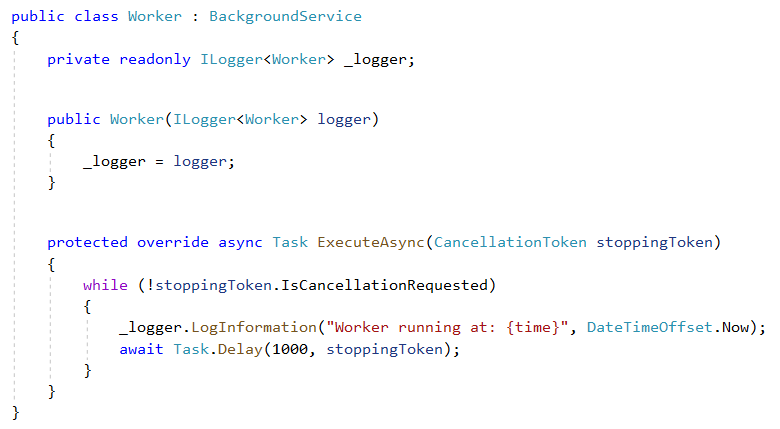 public class Worker : BackgroundService
{
    private readonly ILogger<Worker> _logger;

    public Worker(ILogger<Worker> logger)
    {
        _logger = logger;
    }

    protected override async Task ExecuteAsync(CancellationToken stoppingToken)
    {
        while (!stoppingToken.IsCancellationRequested)
        {
            _logger.LogInformation("Worker running at: {time}", DateTimeOffset.Now);
            await Task.Delay(1000, stoppingToken);
        }
    }
}